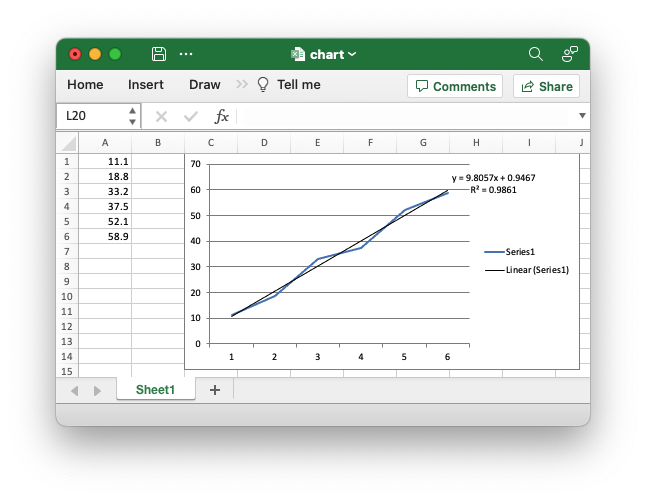 chart
Home Insert Draw Tell me Comments Share
L20 fx
A B C D E F G H I J
1 11.1
2 18.8
3 33.2
4 37.5
5 52.1
6 58.9
7
8
9
10
11
12
13
14
15
70
60
50
40
30
20
10
0
1 2 3 4 5 6
y = 9.8057x + 0.9467
R² = 0.9861
Series1
Linear (Series1)
Sheet1 +